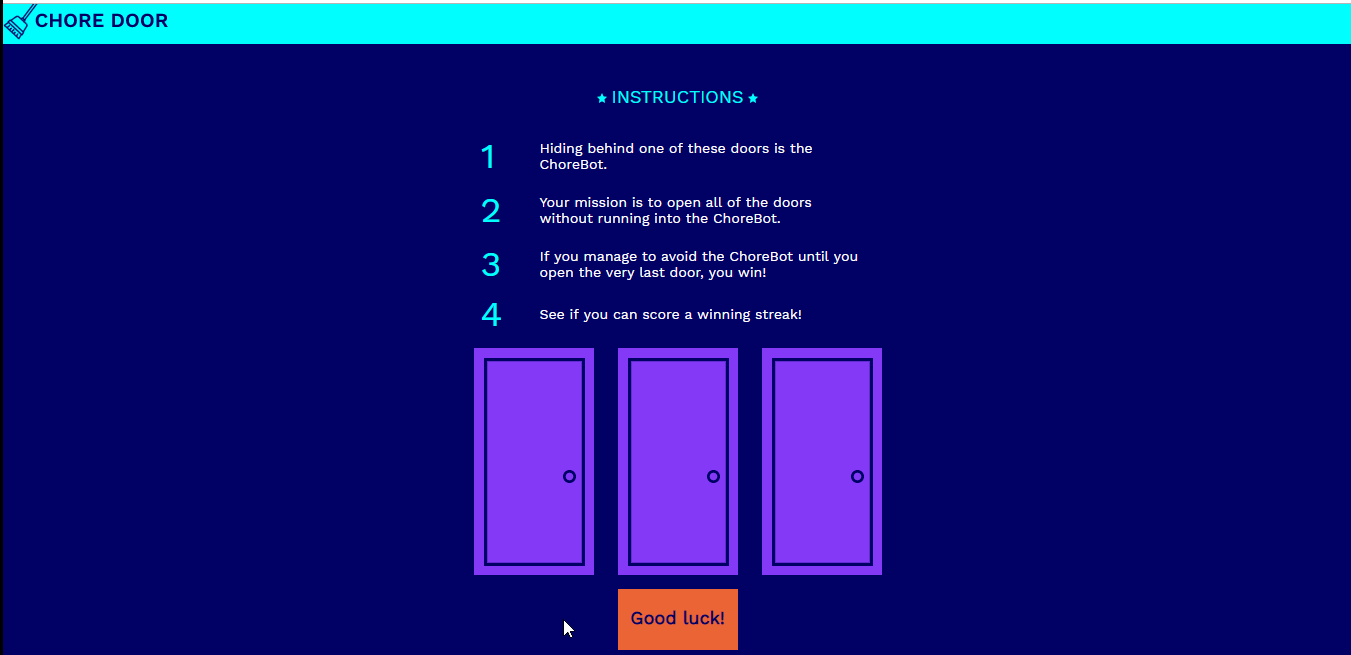 CHORE DOOR
INSTRUCTIONS
1
Hiding behind one of these doors is the
ChoreBot.
2
Your mission is to open all of the doors
without running into the ChoreBot.
3
If you manage to avoid the ChoreBot until you
open the very last door, you win!
4
See if you can score a winning streak!
Good luck!